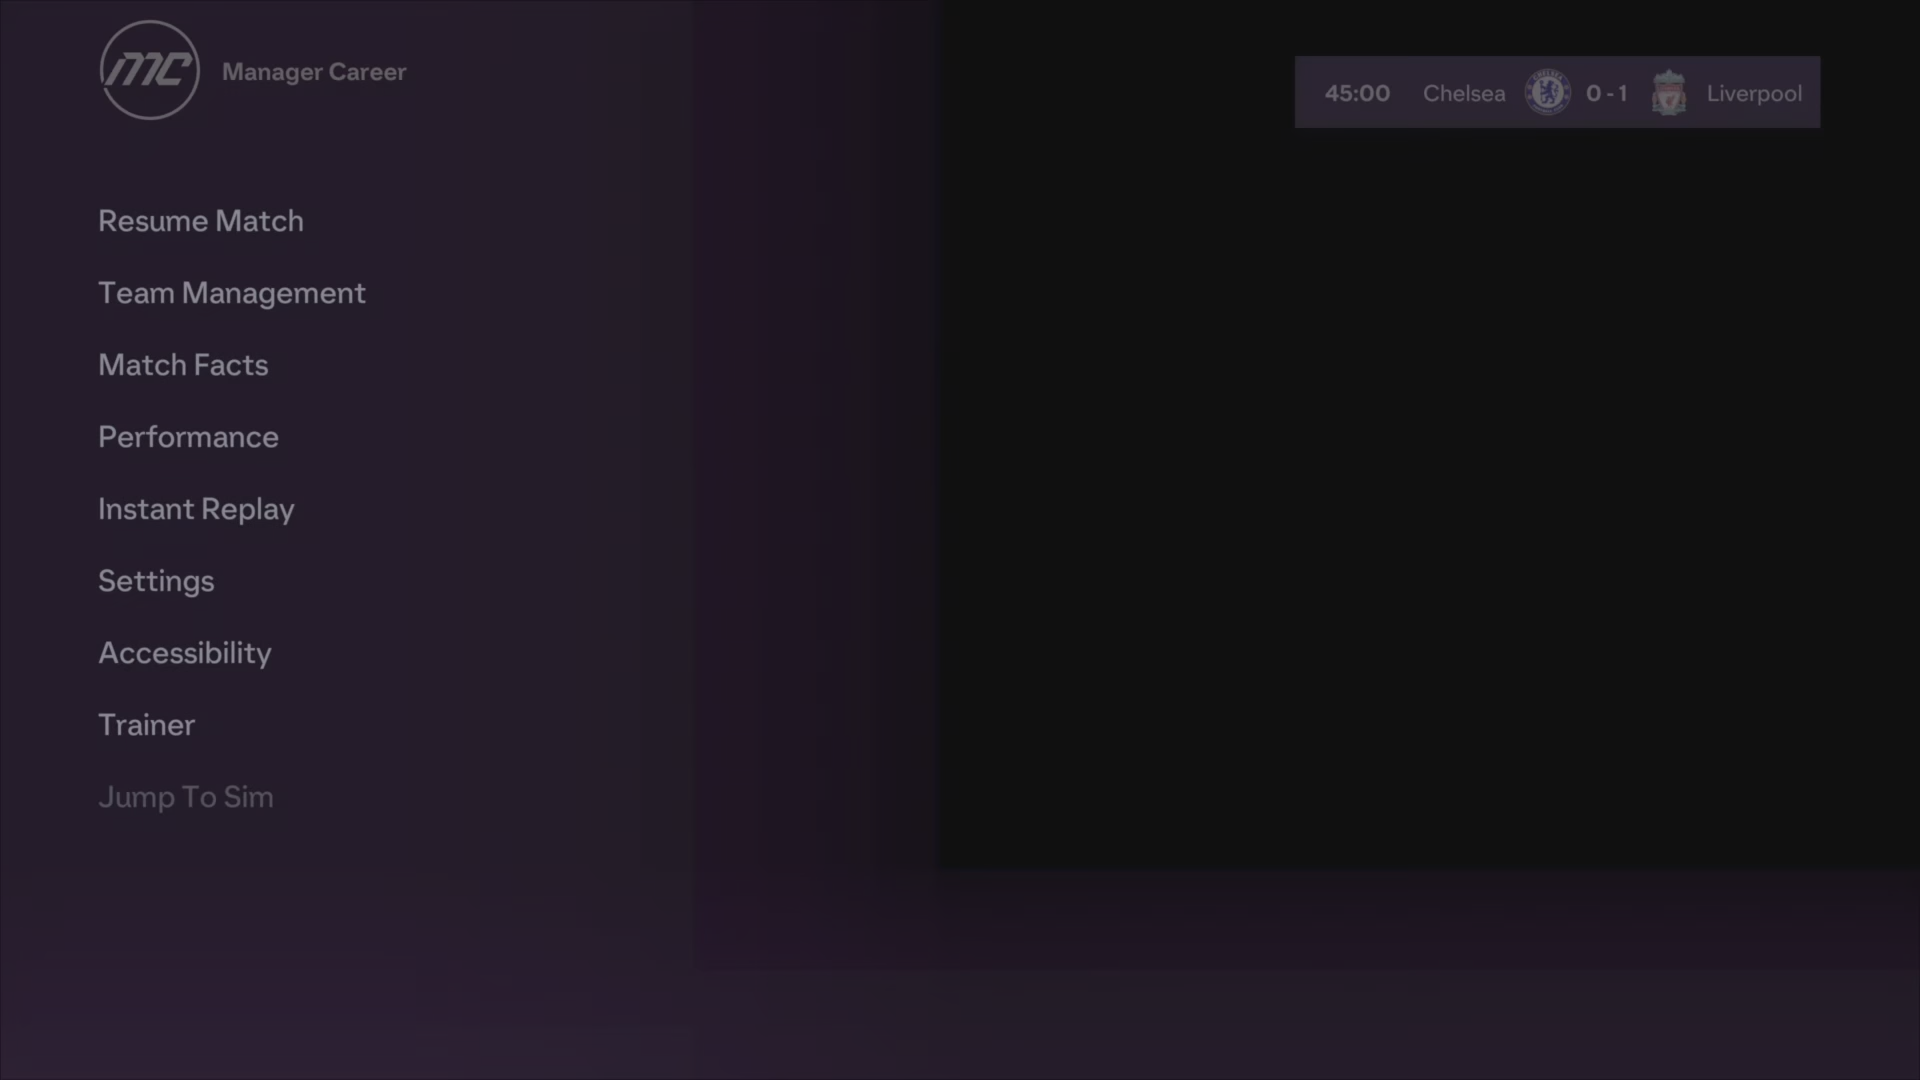 MC Manager Career
45:00 Chelsea 0 - 1 Liverpool
Resume Match
Team Management
Match Facts
Performance
Instant Replay
Settings
Accessibility
Trainer
Jump To Sim